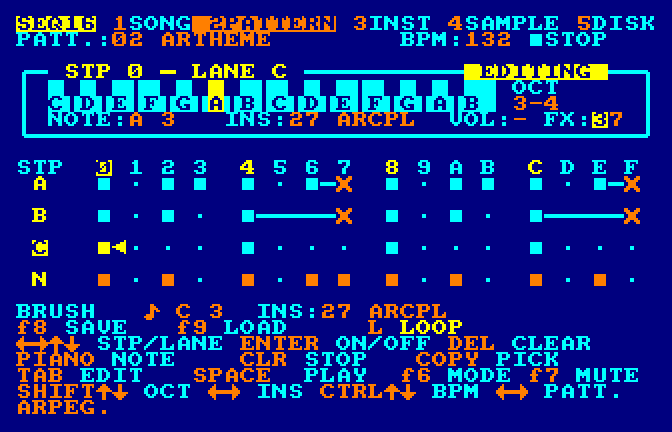 SEQ16 1SONG 2PATTERN 3INST 4SAMPLE 5DISK
PATT.:02 ARTHEME BPM:132 ■STOP
STP 0 - LANE C EDITING
OCT
C D E F G A B C D E F G A B 3-4
NOTE:A 3 INS:27 ARCPL VOL:- FX:37
STP 0 1 2 3 4 5 6 7 8 9 A B C D E F
A
B
C
N
BRUSH ♪ C 3 INS:27 ARCPL
f8 SAVE f9 LOAD L LOOP
↔↑↓ STP/LANE ENTER ON/OFF DEL CLEAR
PIANO NOTE CLR STOP COPY PICK
TAB EDIT SPACE PLAY f6 MODE f7 MUTE
SHIFT↑↓ OCT ↔ INS CTRL↑↓ BPM ↔ PATT.
ARPEG.